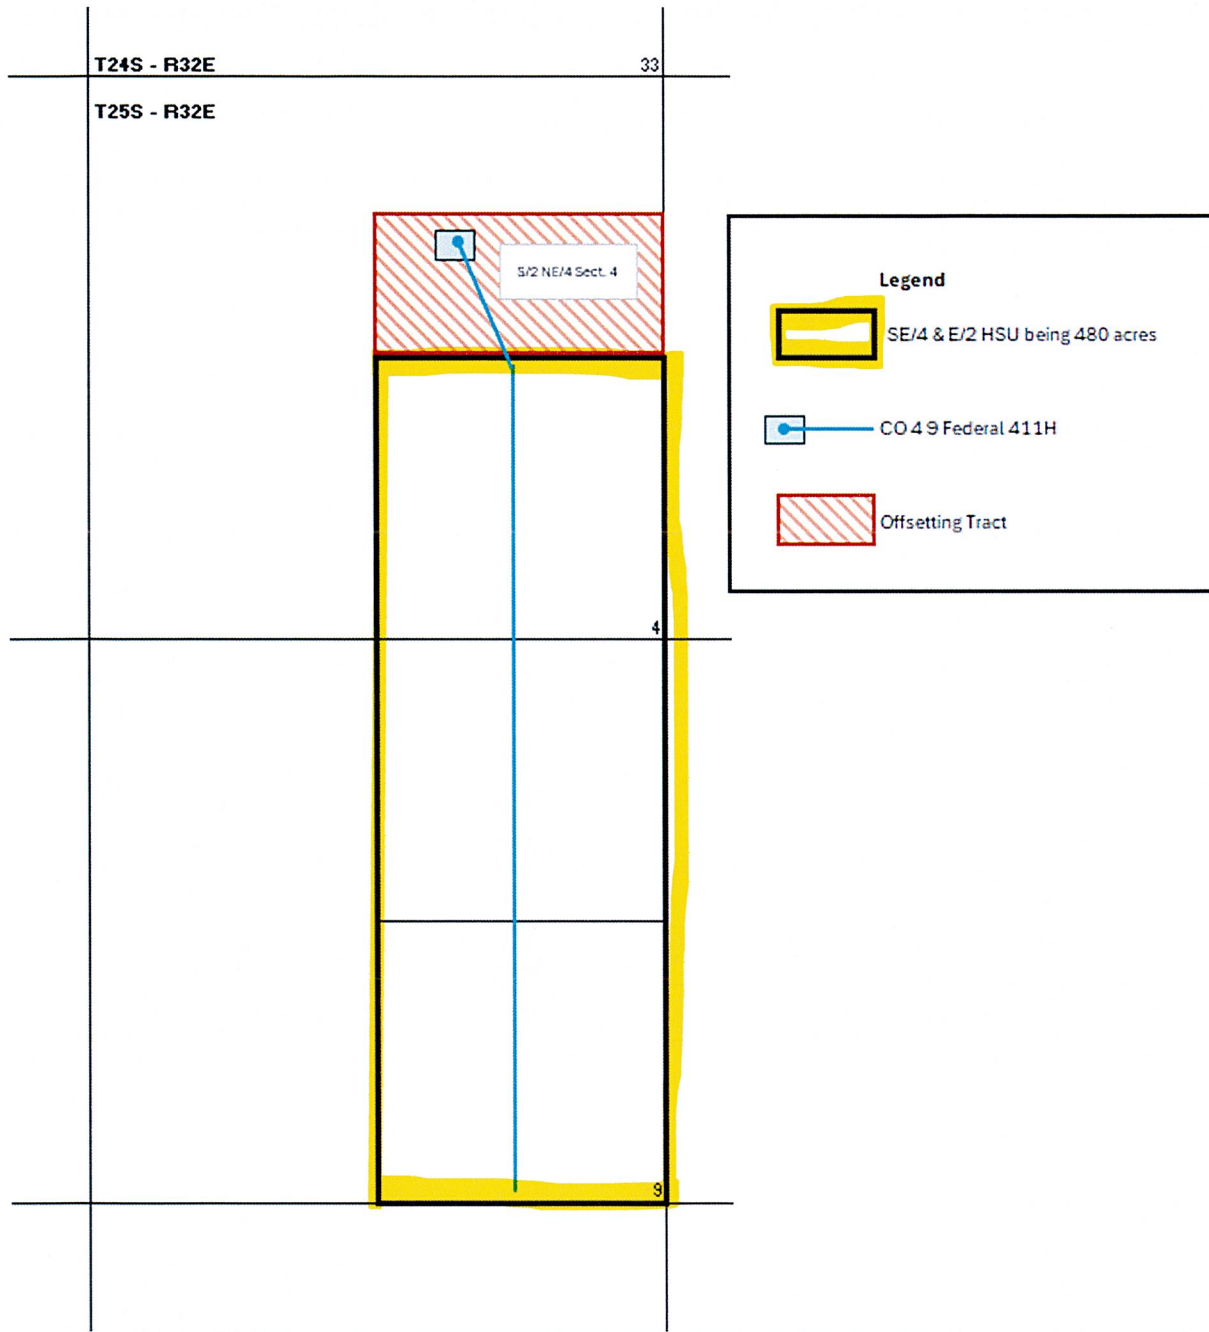 T24S - R32E
33
T25S - R32E
S/2 NE/4 Sect. 4
Legend
SE/4 & E/2 HSU being 480 acres
CO 4 9 Federal 411H
Offsetting Tract
4
9